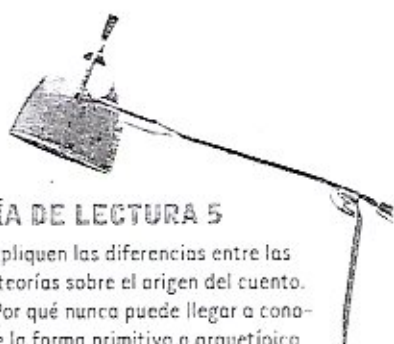 ÍA DE LECTURA 5
pliquen las diferencias entre las
teorías sobre el origen del cuento.
Por qué nunca puede llegar a cono-
e la forma primitiva o arquetípica